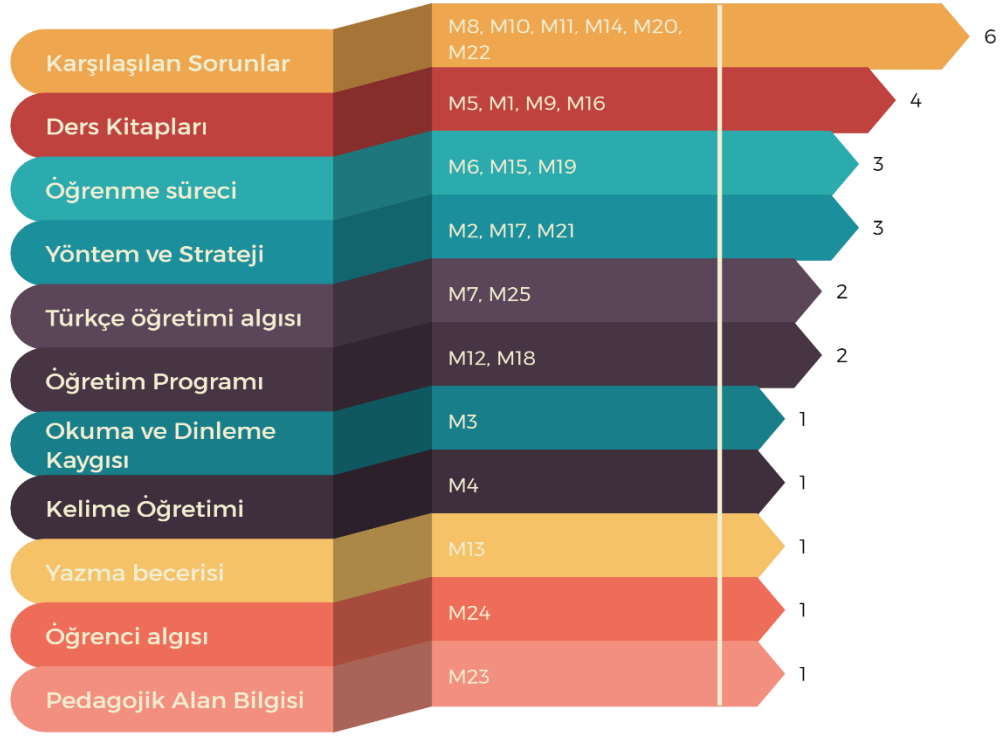 Karşılaşılan Sorunlar
M8, M10, M11, M14, M20,
M22
6
Ders Kitapları
M5, M1, M9, M16
4
Öğrenme süreci
M6, M15, M19
3
Yöntem ve Strateji
M2, M17, M21
3
Türkçe öğretimi algısı
M7, M25
2
Öğretim Programı
M12, M18
2
Okuma ve Dinleme
Kaygısı
M3
1
Kelime Öğretimi
M4
1
Yazma becerisi
M13
1
Öğrenci algısı
M24
1
Pedagojik Alan Bilgisi
M23
1